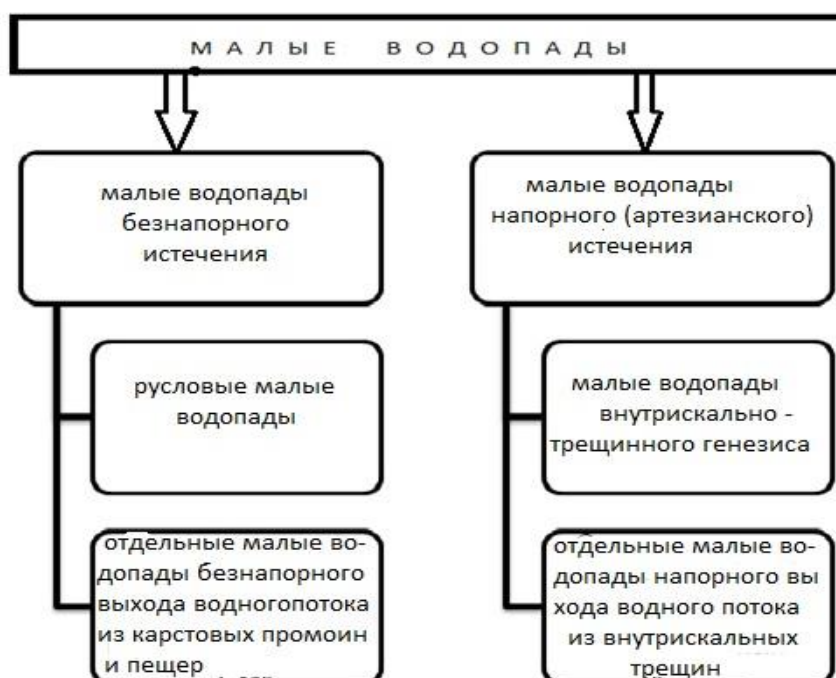 МАЛЫЕ ВОДОПАДЫ
малые водопады
безнапорного
истечения
малые водопады
напорного (артезианского)
истечения
русловые малые
водопады
малые водопады
внутрискально -
трещинного генезиса
отдельные малые во-
допады безнапорного
выхода водногопотока
из карстовых промоин
и пещер
отдельные малые во-
допады напорного вы
хода водного потока
из внутрискальных
трещин